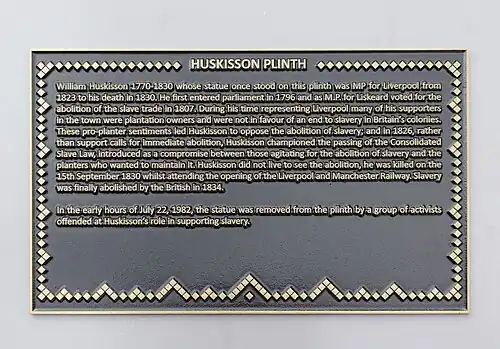 HUSKISSON PLINTH
William Huskisson 1770-1830 whose statue once stood on this plinth was MP for Liverpool from
1823 to his death in 1830. He first entered parliament in 1796 and as M.P. for Liskeard voted for the
abolition of the slave trade in 1807. During his time representing Liverpool many of his supporters
in the town were plantation owners and were not in favour of an end to slavery in Britain's colonies.
These pro-planter sentiments led Huskisson to oppose the abolition of slavery; and in 1826, rather
than support calls for immediate abolition, Huskisson championed the passing of the Consolidated
Slave Law, introduced as a compromise between those agitating for the abolition of slavery and the
planters who wanted to maintain it. Huskisson did not live to see the abolition, he was killed on the
15th September 1830 whilst attending the opening of the Liverpool and Manchester Railway. Slavery
was finally abolished by the British in 1834.
In the early hours of July 22, 1982, the statue was removed from the plinth by a group of activists
offended at Huskisson's role in supporting slavery.